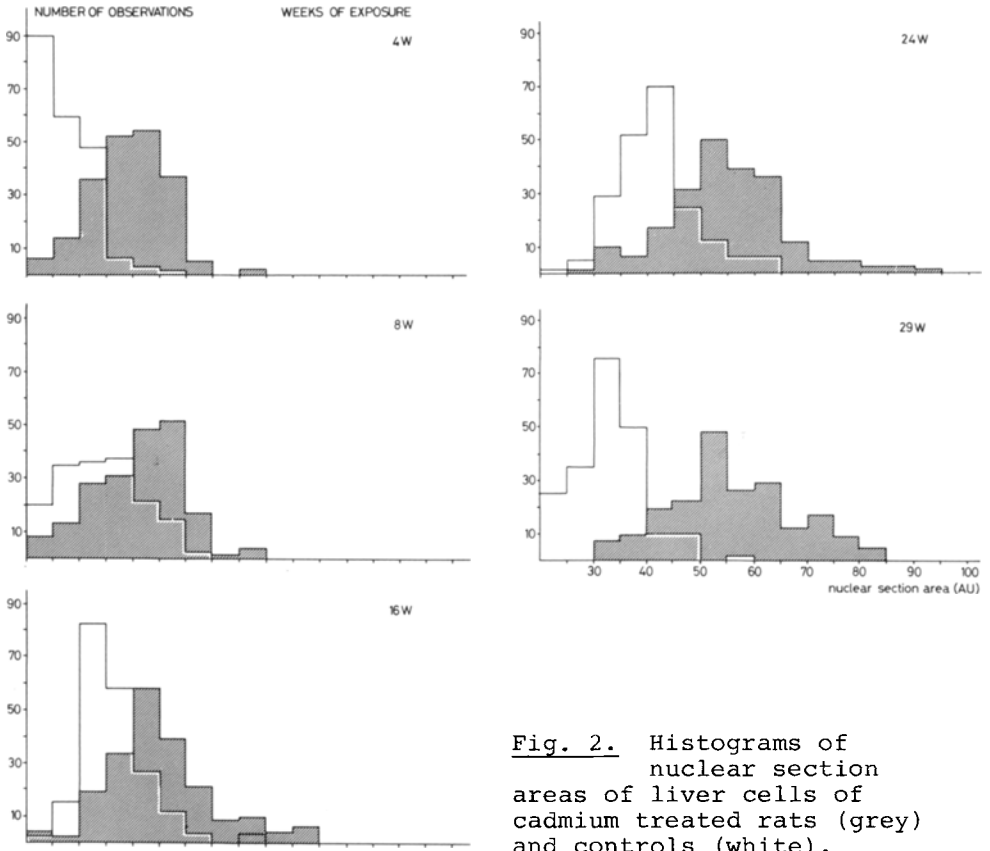 NUMBER OF OBSERVATIONS WEEKS OF EXPOSURE
4W
90
70
50
30
10
8W
90
70
50
30
10
16W
90
70
50
30
10
24W
90
70
50
30
10
29W
90
70
50
30
10
30 40 50 60 70 80 90 100
nuclear section area (AU)
Fig. 2. Histograms of
nuclear section
areas of liver cells of
cadmium treated rats (grey)
and controls (white).